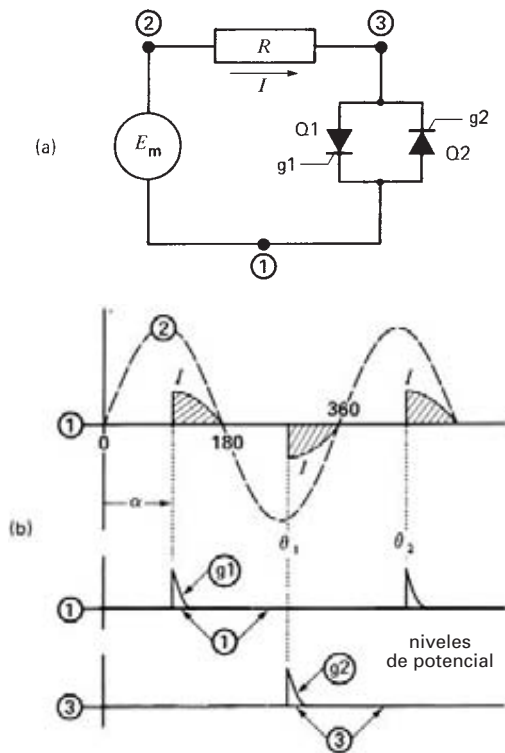 2 3
R
I
(a) E_m Q1 g2
g1 Q2
1
2
I I
1 360
0 180
I
α
(b) θ₁ θ₂
g1
1 1
niveles
de potencial
g2
3 3